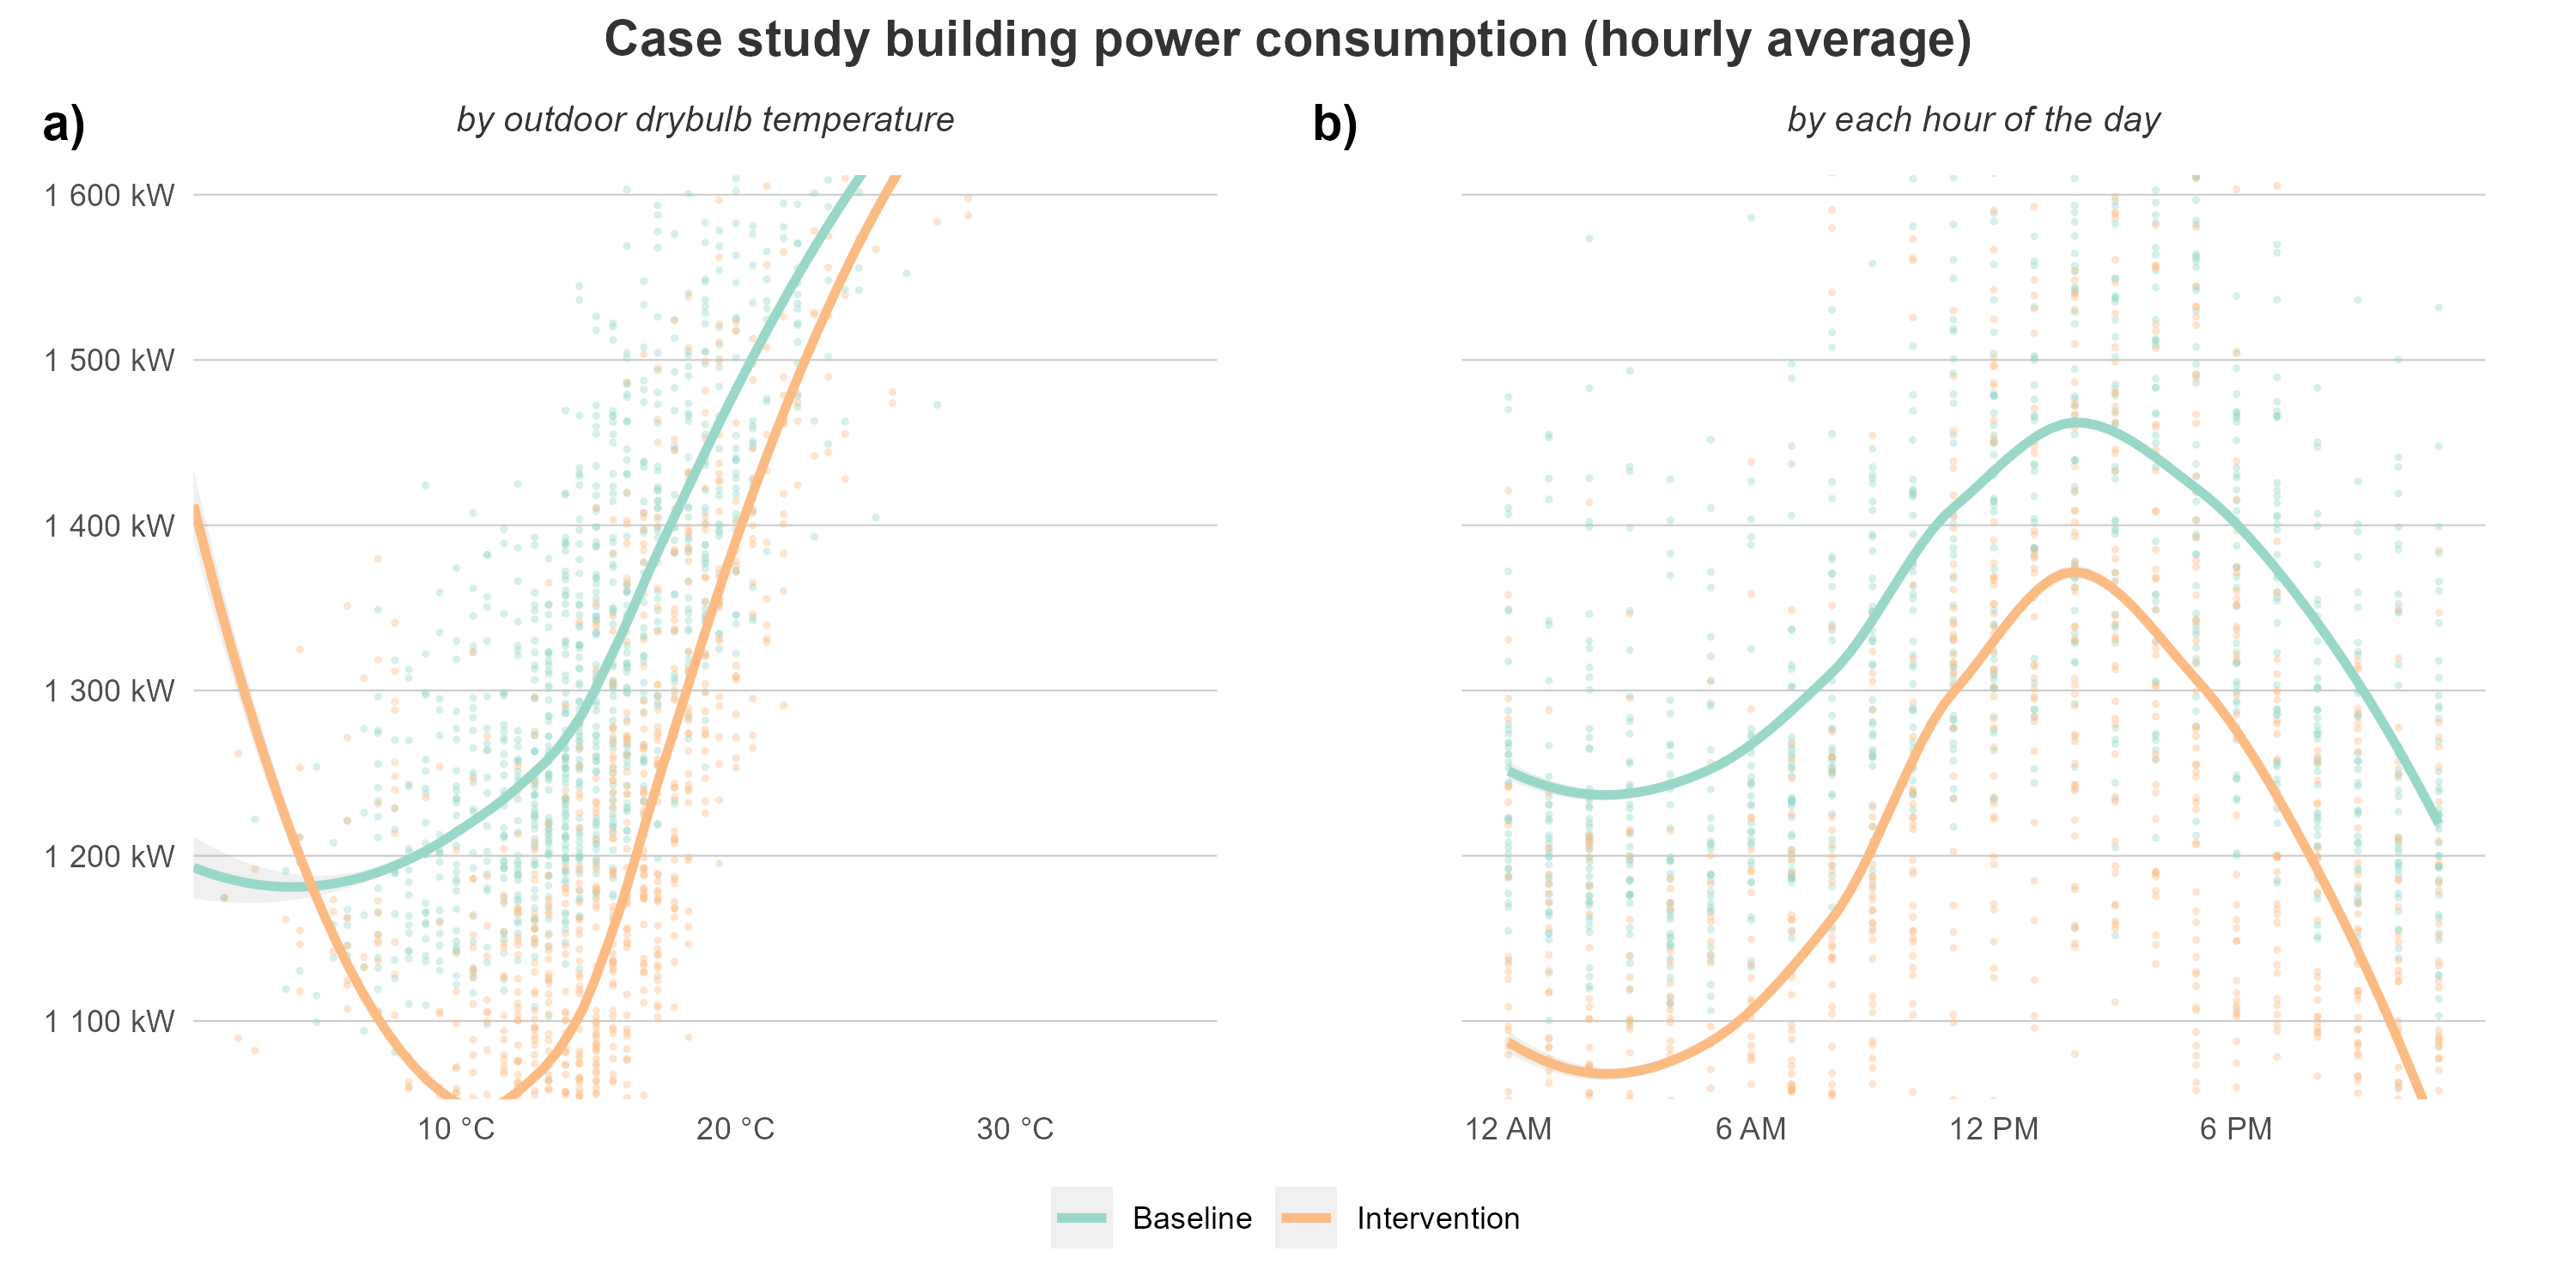 Case study building power consumption (hourly average)
a)
by outdoor drybulb temperature
1 600 kW
1 500 kW
1 400 kW
1 300 kW
1 200 kW
1 100 kW
10 °C 20 °C 30 °C
b)
by each hour of the day
12 AM 6 AM 12 PM 6 PM
Baseline Intervention